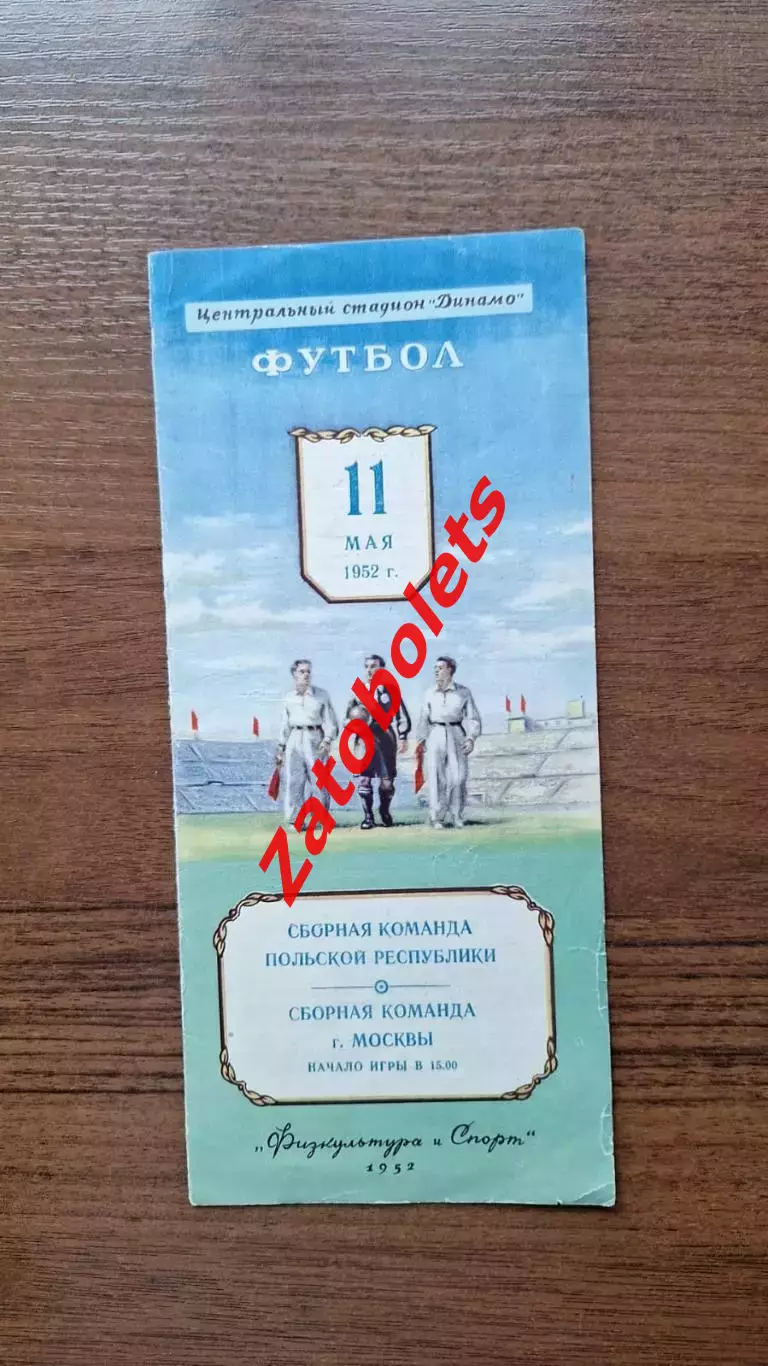 Центральный стадион "Динамо"
ФУТБОЛ
11
МАЯ
1952 г.
Zatobolets
СБОРНАЯ КОМАНДА
ПОЛЬСКОЙ РЕСПУБЛИКИ
СБОРНАЯ КОМАНДА
г. МОСКВЫ
НАЧАЛО ИГРЫ В 15.00
„Физкультура и Спорт"
1952